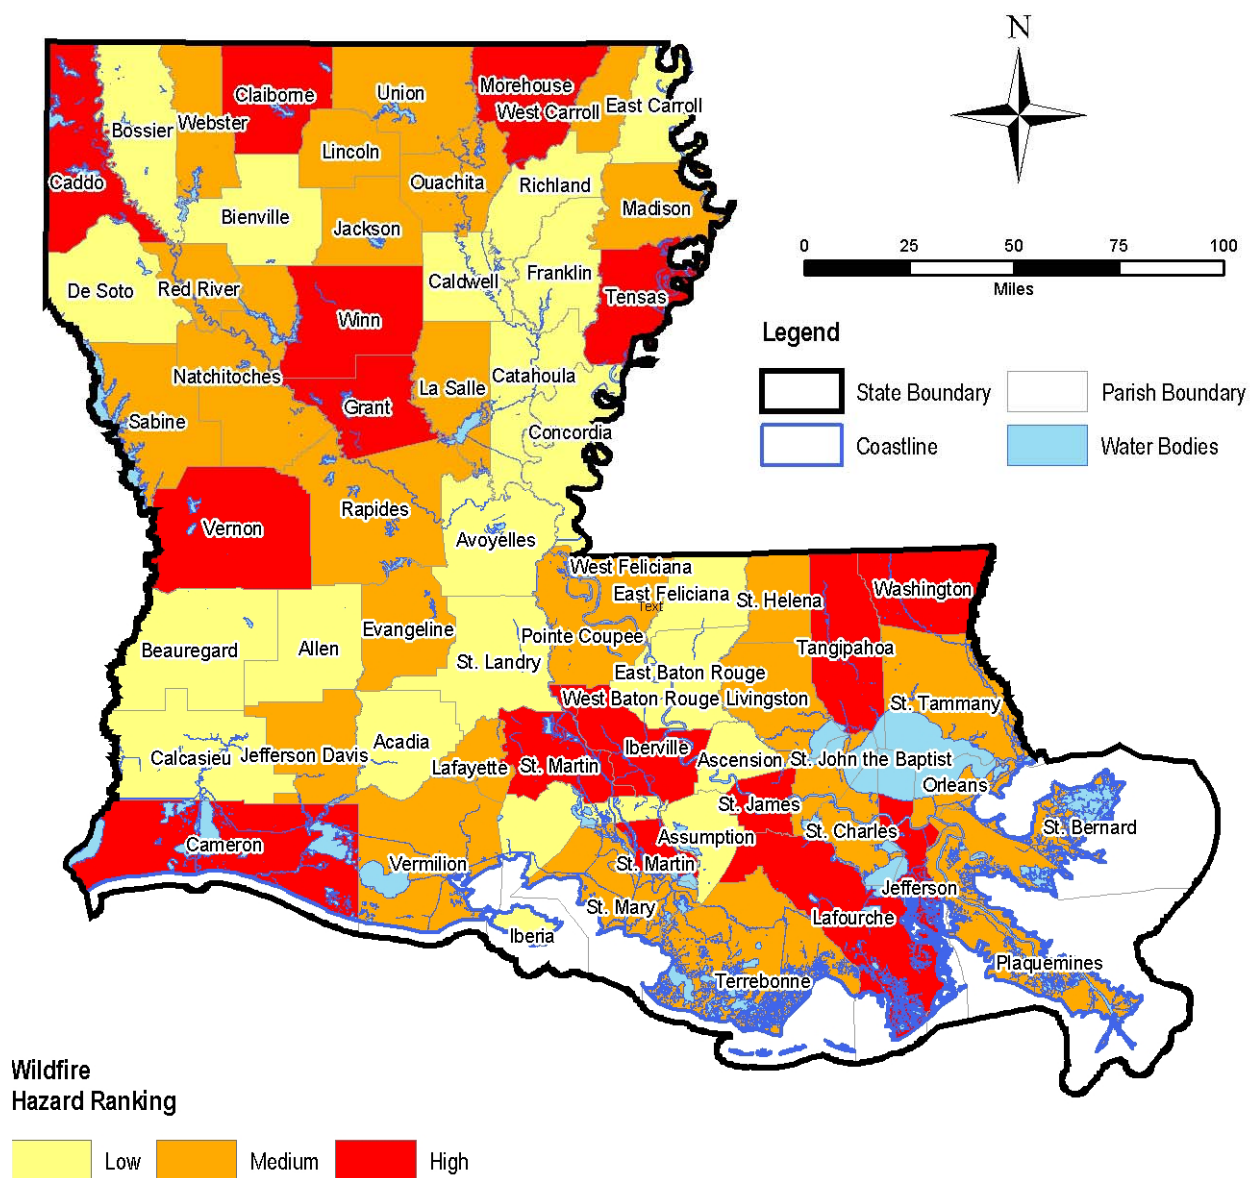 N
0 25 50 75 100
Miles
Legend
State Boundary
Parish Boundary
Coastline
Water Bodies
Morehouse
Claiborne
Union
West Carroll
East Carroll
Bossier
Webster
Lincoln
Caddo
Ouachita
Richland
Bienville
Madison
Jackson
De Soto
Red River
Caldwell
Franklin
Tensas
Winn
Natchitoches
La Salle
Catahoula
Grant
Sabine
Concordia
Rapides
Vernon
Avoyelles
West Feliciana
East Feliciana
Text
St. Helena
Washington
Evangeline
Pointe Coupee
Beauregard
Allen
St. Landry
Tangipahoa
East Baton Rouge
West Baton Rouge
Livingston
St. Tammany
Calcasieu
Jefferson Davis
Acadia
Lafayette
St. Martin
Iberville
Ascension
St. John the Baptist
Orleans
St. James
Cameron
Vermilion
Assumption
St. Charles
St. Bernard
St. Martin
Jefferson
St. Mary
Lafourche
Iberia
Terrebonne
Plaquemines
Wildfire
Hazard Ranking
Low
Medium
High